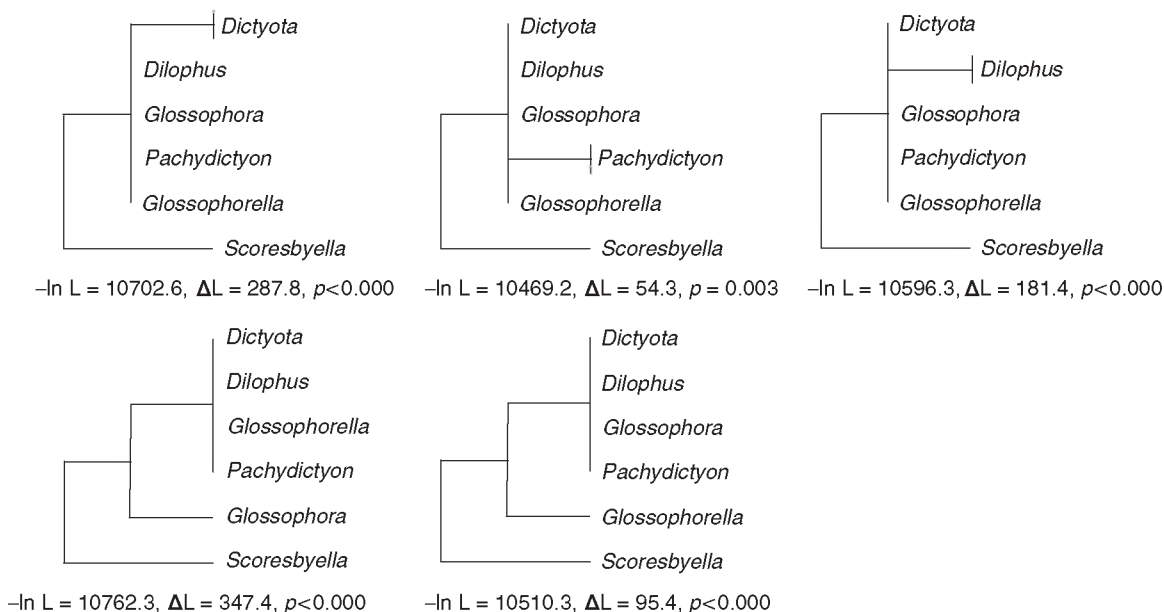 Dictyota
Dilophus
Glossophora
Pachydictyon
Glossophorella
Scoresbyella
–ln L = 10702.6, ΔL = 287.8, p<0.000
Dictyota
Dilophus
Glossophora
Pachydictyon
Glossophorella
Scoresbyella
–ln L = 10469.2, ΔL = 54.3, p = 0.003
Dictyota
Dilophus
Glossophora
Pachydictyon
Glossophorella
Scoresbyella
–ln L = 10596.3, ΔL = 181.4, p<0.000
Dictyota
Dilophus
Glossophorella
Pachydictyon
Glossophora
Scoresbyella
–ln L = 10762.3, ΔL = 347.4, p<0.000
Dictyota
Dilophus
Glossophora
Pachydictyon
Glossophorella
Scoresbyella
–ln L = 10510.3, ΔL = 95.4, p<0.000